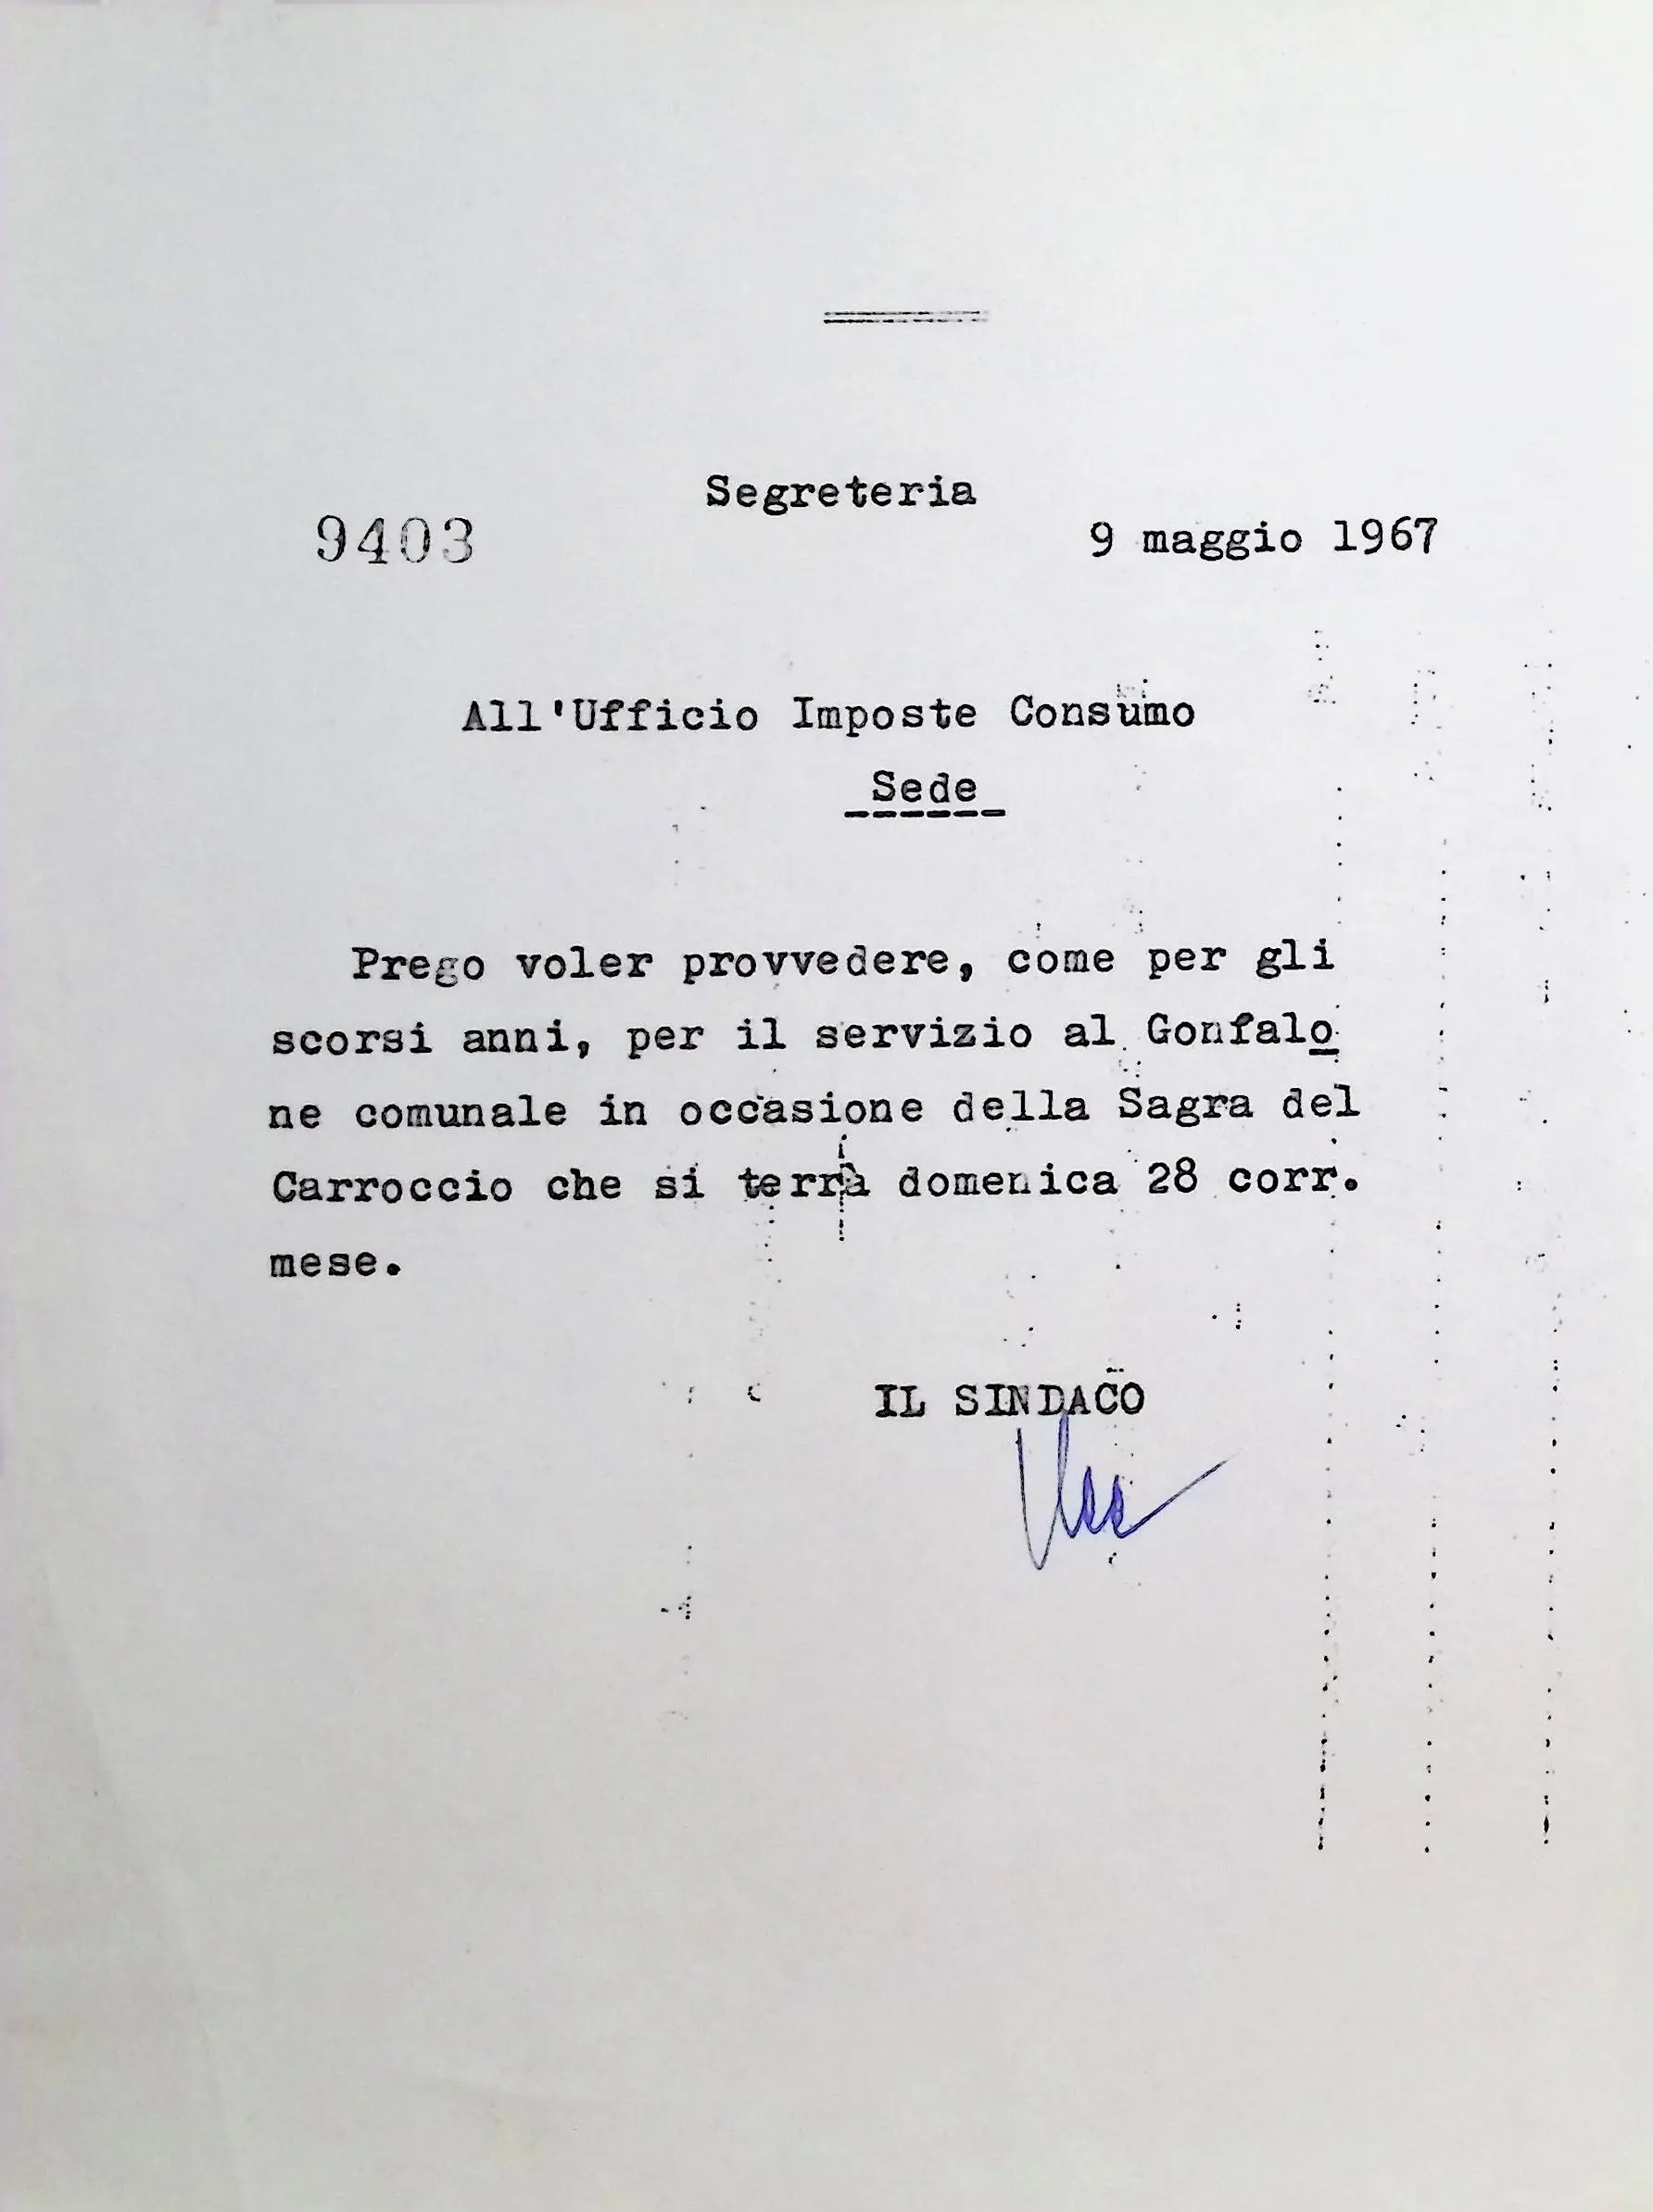 Segreteria
9403
9 maggio 1967
All'Ufficio Imposte Consumo
Sede
Prego voler provvedere, come per gli
scorsi anni, per il servizio al Gonfalo
ne comunale in occasione della Sagra del
Carroccio che si terrà domenica 28 corr.
mese.
IL SINDACO